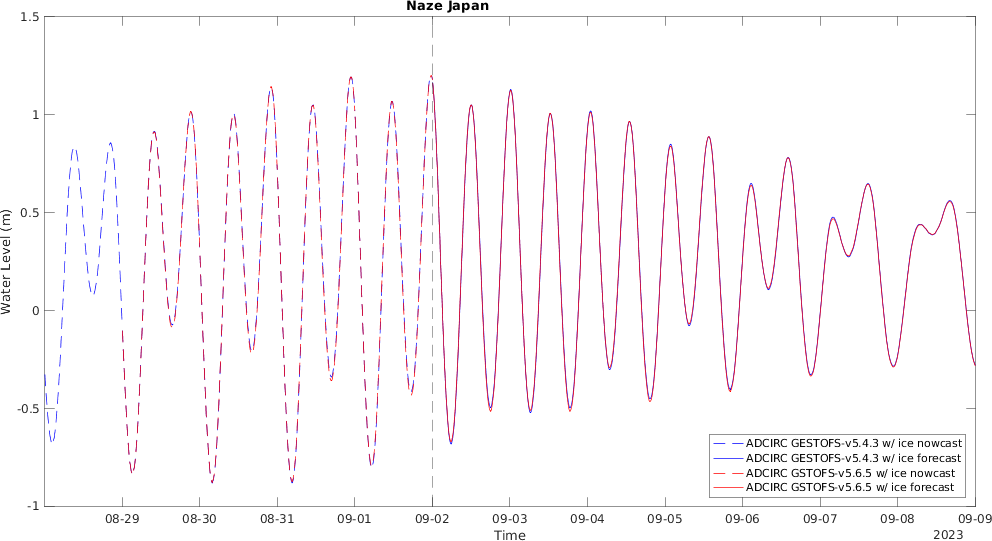 Naze Japan
Water Level (m)
1.5
1
0.5
0
-0.5
-1
ADCIRC GESTOFS-v5.4.3 w/ ice nowcast
ADCIRC GESTOFS-v5.4.3 w/ ice forecast
ADCIRC GSTOFS-v5.6.5 w/ ice nowcast
ADCIRC GSTOFS-v5.6.5 w/ ice forecast
08-29 08-30 08-31 09-01 09-02 09-03 09-04 09-05 09-06 09-07 09-08 09-09
Time
2023